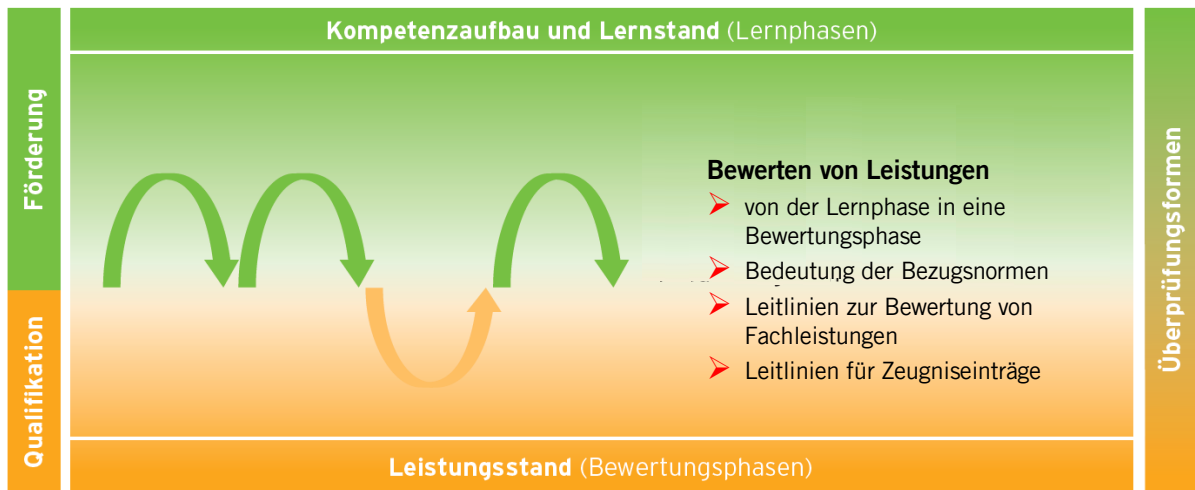 Kompetenzaufbau und Lernstand (Lernphasen)
Förderung
Qualifikation
Bewerten von Leistungen
von der Lernphase in eine
Bewertungsphase
Bedeutung der Bezugsnormen
Leitlinien zur Bewertung von
Fachleistungen
Leitlinien für Zeugniseinträge
Überprüfungsformen
Leistungsstand (Bewertungsphasen)